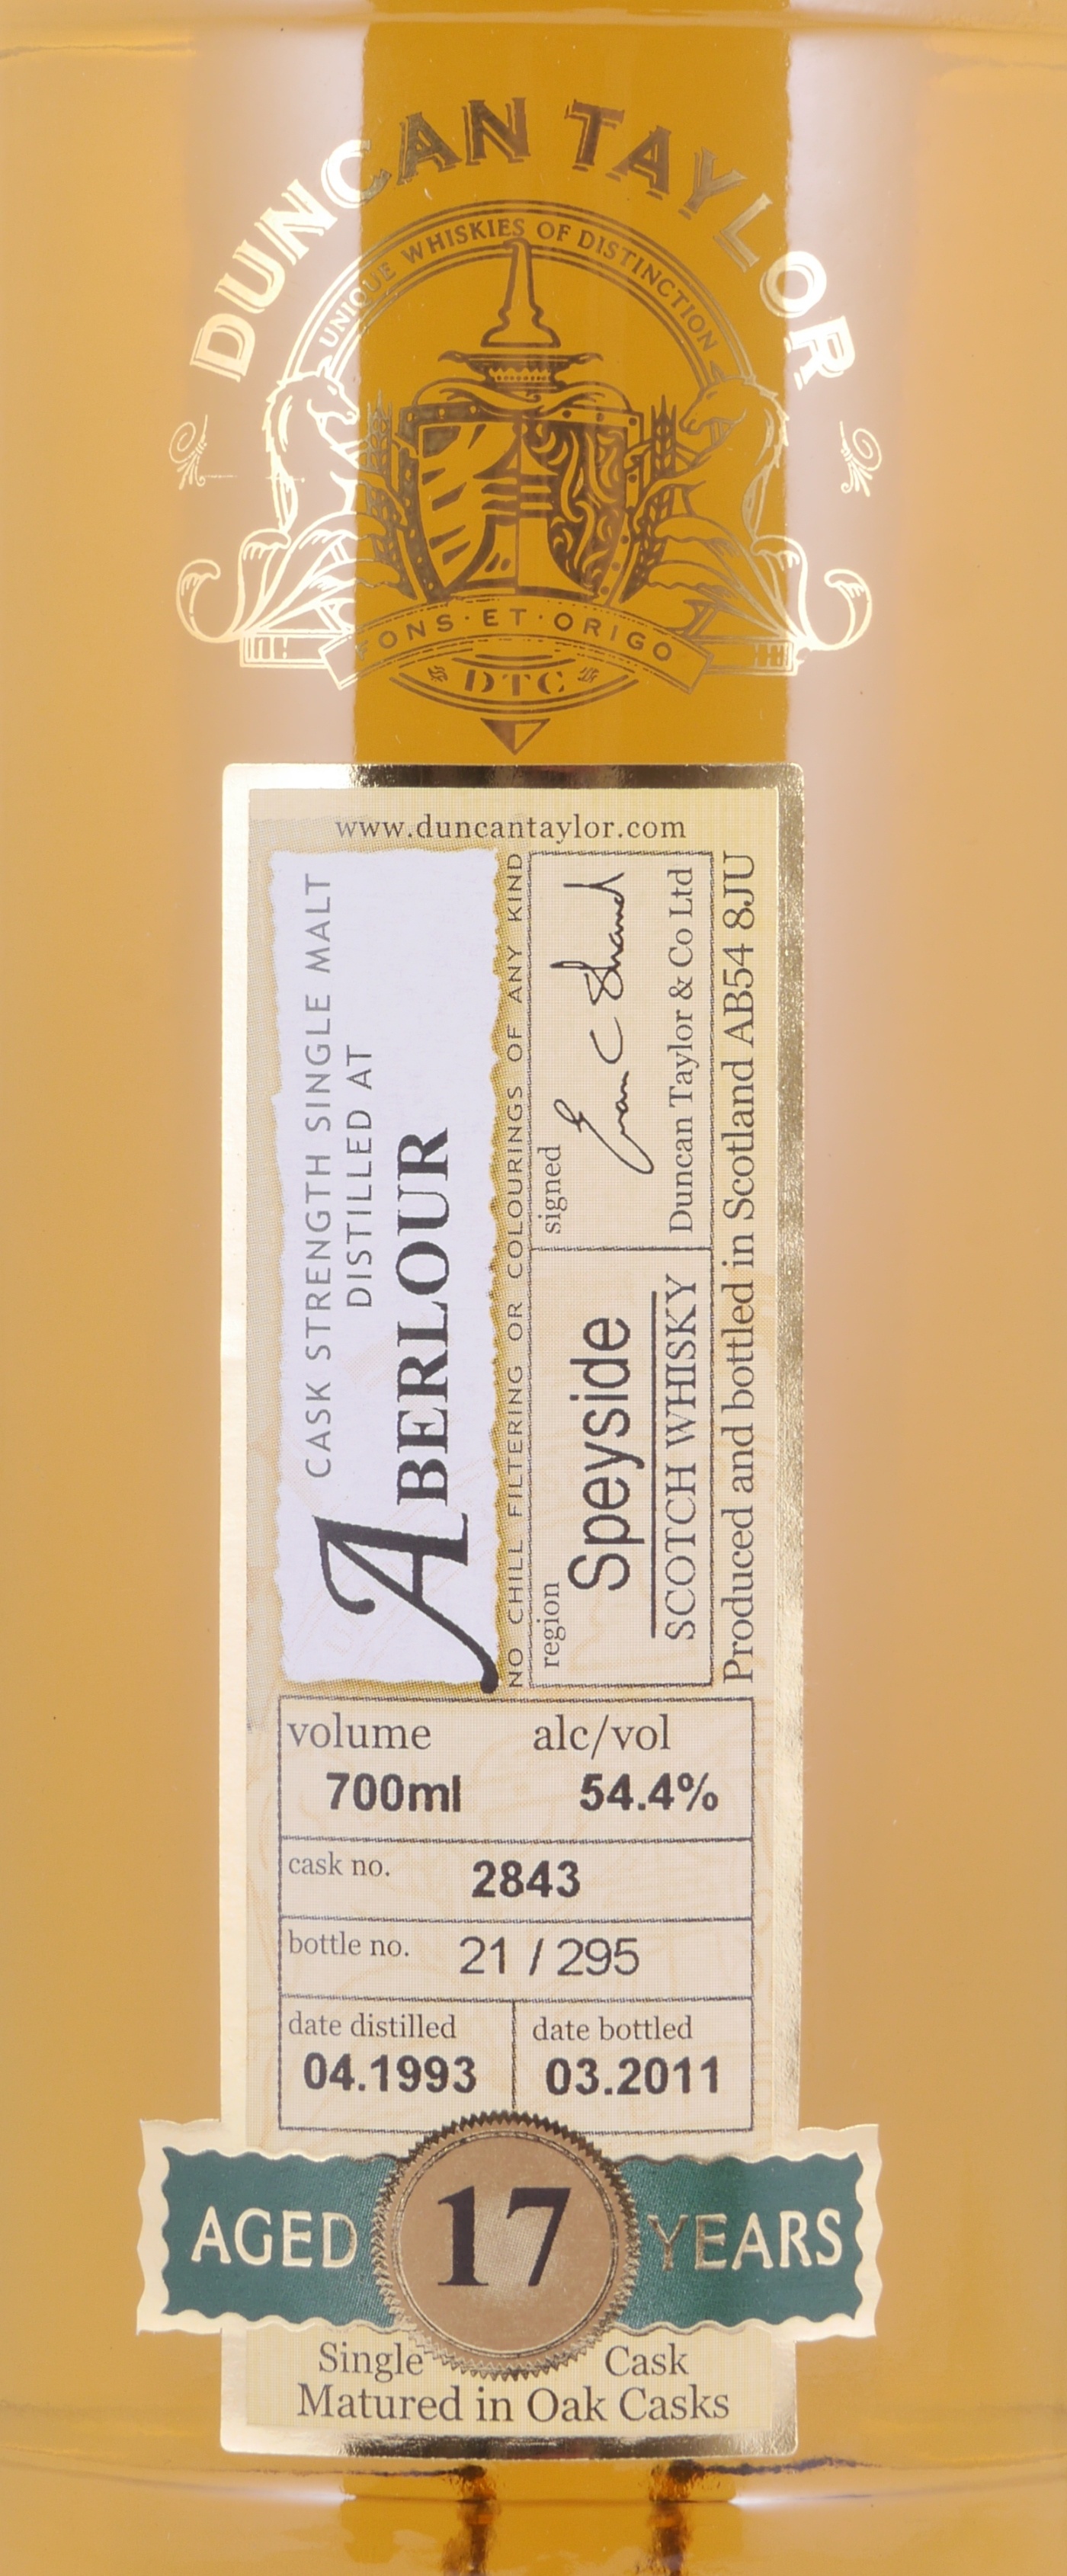 DUNCAN TAYLOR
UNIQUE WHISKIES OF DISTINCTION
FONS·ET·ORIGO
DTC
www.duncantaylor.com
CASK STRENGTH SINGLE MALT
DISTILLED AT
ABERLOUR
NO CHILL FILTERING OR COLOURINGS OF ANY KIND
region
Speyside
SCOTCH WHISKY
signed
Euan C Shand
Duncan Taylor & Co Ltd
Produced and bottled in Scotland AB54 8JU
volume alc/vol
700ml 54.4%
cask no. 2843
bottle no. 21 / 295
date distilled date bottled
04.1993 03.2011
AGED 17 YEARS
Single Cask
Matured in Oak Casks